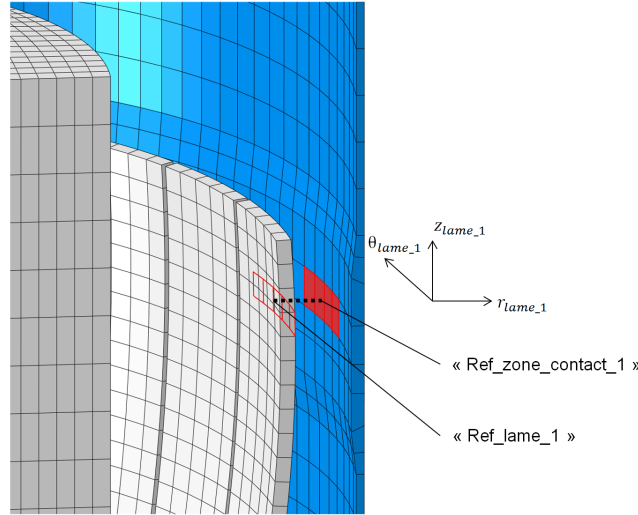 z_lame_1
θ_lame_1
r_lame_1
« Ref_zone_contact_1 »
« Ref_lame_1 »